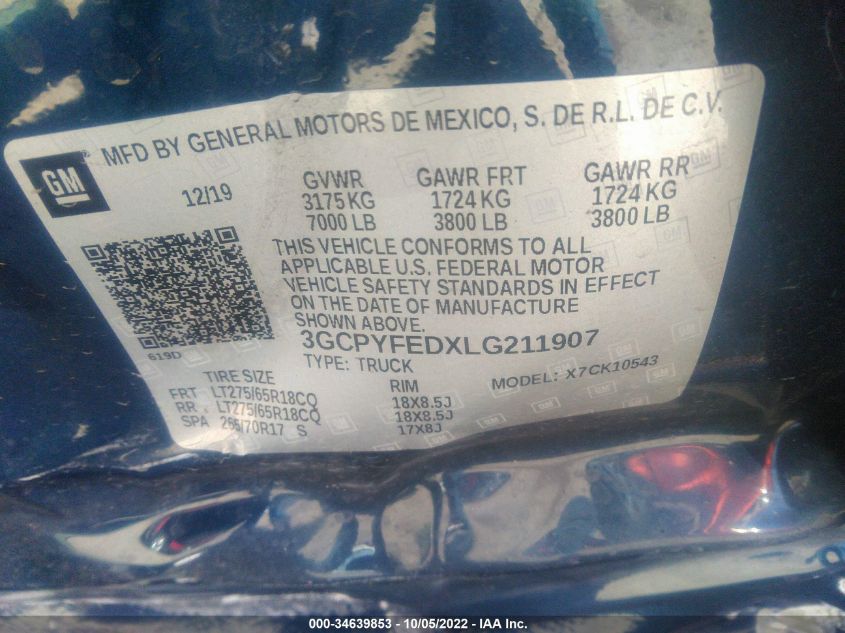 MFD BY GENERAL MOTORS DE MEXICO, S. DE R.L. DE C.V.
GM
12/19
GVWR GAWR FRT GAWR RR
3175 KG 1724 KG 1724 KG
7000 LB 3800 LB 3800 LB
THIS VEHICLE CONFORMS TO ALL
APPLICABLE U.S. FEDERAL MOTOR
VEHICLE SAFETY STANDARDS IN EFFECT
ON THE DATE OF MANUFACTURE
SHOWN ABOVE.
619D
3GCPYFEDXLG211907
TYPE: TRUCK MODEL: X7CK10543
TIRE SIZE RIM
FRT LT275/65R18CQ 18X8.5J
RR LT275/65R18CQ 18X8.5J
SPA 265/70R17 S 17X8J
000-34639853 - 10/05/2022 - IAA Inc.